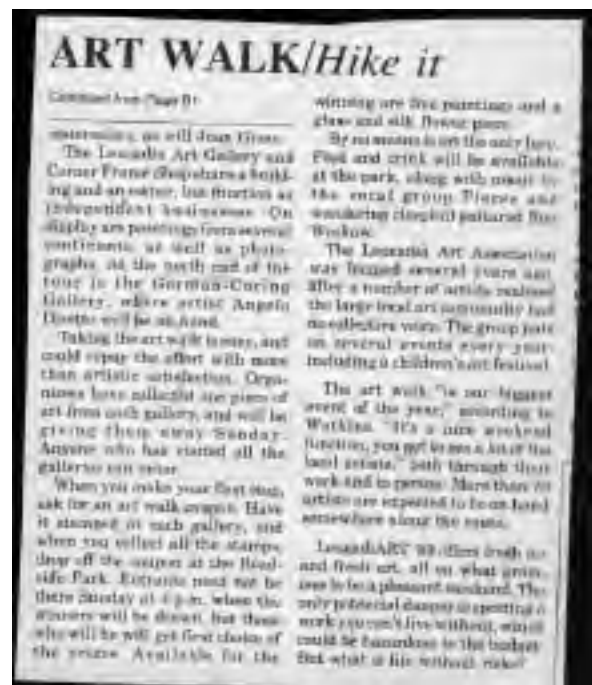 ART WALK/Hike it
Continued from Page B1
as will Jean
The Leucadia Art Gallery and
Corner Frame Shop share a build-
ing and an owner, but function as
independent businesses. On
display are paintings from several
continents, as well as photo-
graphs. At the north end of the
tour is the
Gallery, where artist Angelo
will be on hand.
Taking the art walk is easy, and
could repay the effort with more
than artistic satisfaction. Orga-
nizers have collected one piece of
art from each gallery, and will be
giving them away Sunday.
Anyone who has visited all the
galleries can enter.
When you make your first stop,
ask for an art walk coupon. Have
it stamped at each gallery, and
when you collect all the stamps,
drop off the coupon at the Road-
side Park. Entrants need not be
there Sunday at 4 p.m. when the
winners will be drawn, but those
who will be will get first choice of
the prizes. Available for the
winning are five paintings and a
glass and silk flower piece.
By no means is art the only lure.
Food and drink will be available
at the park, along with music by
the vocal group and
wandering classical guitarist
The Leucadia Art Association
was formed several years ago
after a number of artists realized
the large local art community had
no collective voice. The group puts
on several events every year
including a children's art festival.
The art walk "is our biggest
event of the year," according to
Watkins. "It's a nice weekend
function, you get to see a lot of the
local artists," both through their
work and in person. More than
artists are expected to be on hand
somewhere along the route.
LeucadiART offers fresh air
and fresh art, all on what prom-
ises to be a pleasant weekend. The
only potential danger is spotting a
work you can't live without, which
could be hazardous to the budget.
But what is life without risks?